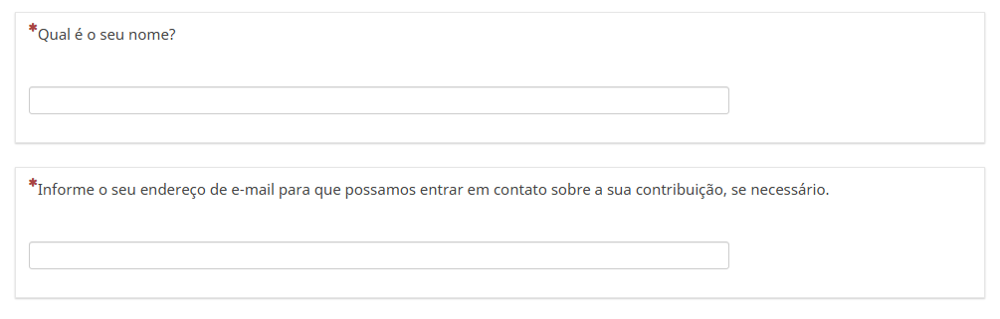 *Qual é o seu nome?
*Informe o seu endereço de e-mail para que possamos entrar em contato sobre a sua contribuição, se necessário.